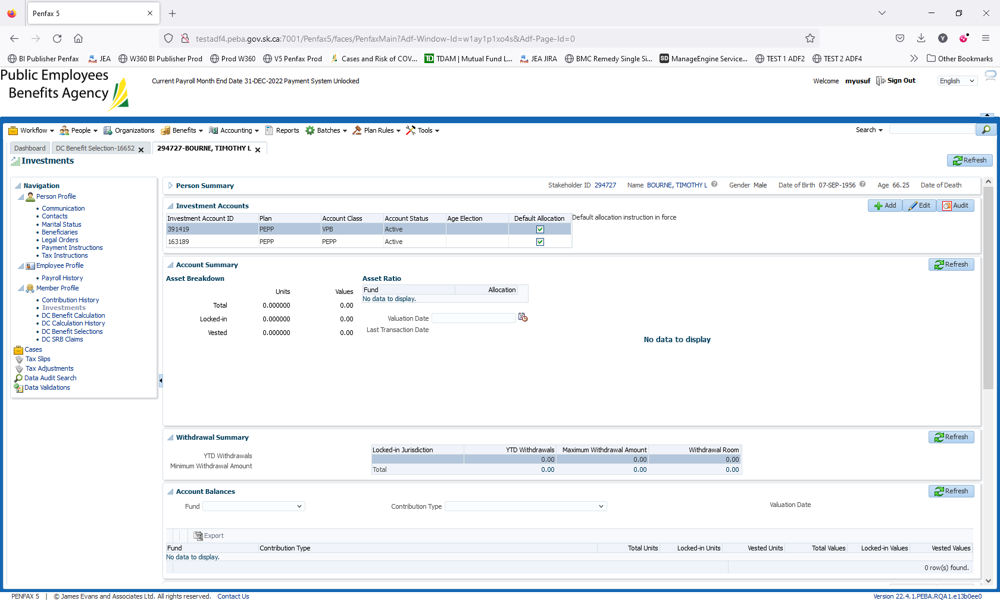 Penfax 5
testadf4.peba.gov.sk.ca:7001/Penfax5/faces/PenfaxMain?Adf-Window-Id=w1ay1p1xo4s&Adf-Page-Id=0
Y
BI Publisher Penfax JEA W360 BI Publisher Prod Prod W360 V5 Penfax Prod Cases and Risk of COV... TD TDAM | Mutual Fund L... JEA JIRA BMC Remedy Single Si... SD ManageEngine Service... TEST 1 ADF2 TEST 2 ADF4 Other Bookmarks
Public Employees
Benefits Agency
Current Payroll Month End Date 31-DEC-2022 Payment System Unlocked
Welcome myusuf Sign Out English
Workflow People Organizations Benefits Accounting Reports Batches Plan Rules Tools Search
Dashboard DC Benefit Selection-16652 294727-BOURNE, TIMOTHY L
Investments Refresh
Navigation
Person Profile
Communication
Contacts
Marital Status
Beneficiaries
Legal Orders
Payment Instructions
Tax Instructions
Employee Profile
Payroll History
Member Profile
Contribution History
Investments
DC Benefit Calculation
DC Calculation History
DC Benefit Selections
DC SRB Claims
Cases
Tax Slips
Tax Adjustments
Data Audit Search
Data Validations
Person Summary Stakeholder ID 294727 Name BOURNE, TIMOTHY L Gender Male Date of Birth 07-SEP-1956 Age 66.25 Date of Death
Investment Accounts Add Edit Audit
Investment Account ID Plan Account Class Account Status Age Election Default Allocation Default allocation instruction in force
391419 PEPP VPB Active
163189 PEPP PEPP Active
Account Summary Refresh
Asset Breakdown Asset Ratio
Units Values Fund Allocation
No data to display.
Total 0.000000 0.00
Locked-in 0.000000 0.00 Valuation Date
Vested 0.000000 0.00 Last Transaction Date
No data to display
Withdrawal Summary Refresh
YTD Withdrawals
Minimum Withdrawal Amount
Locked-in Jurisdiction YTD Withdrawals Maximum Withdrawal Amount Withdrawal Room
0.00 0.00 0.00
Total 0.00 0.00 0.00
Account Balances Refresh
Fund Contribution Type Valuation Date
Export
Fund Contribution Type Total Units Locked-in Units Vested Units Total Values Locked-in Values Vested Values
No data to display.
0 row(s) found.
PENFAX 5 | © James Evans and Associates Ltd. All rights reserved. Contact Us Version 22.4.1.PEBA.RQA1.e13b0ee0